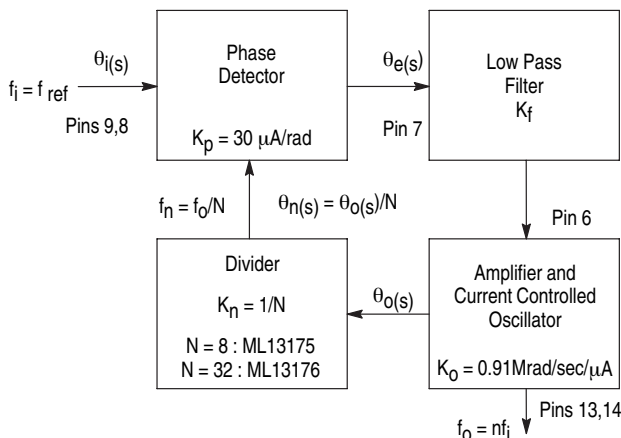 Phase
Detector
Kp = 30 μA/rad
θi(s)
fi = f ref
Pins 9,8
θe(s)
Pin 7
Low Pass
Filter
Kf
fn = fo/N
θn(s) = θo(s)/N
Pin 6
Divider
Kn = 1/N
N = 8 : ML13175
N = 32 : ML13176
θo(s)
Amplifier and
Current Controlled
Oscillator
Ko = 0.91Mrad/sec/μA
Pins 13,14
fo = nfi